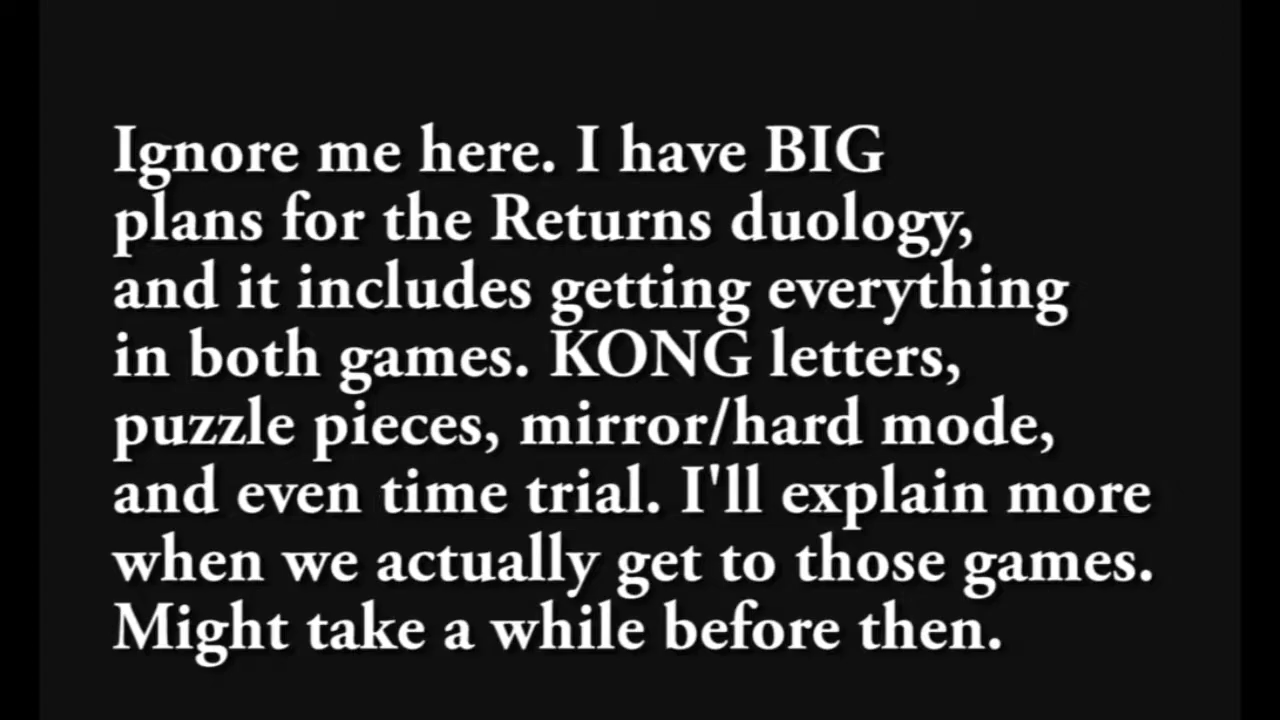 Ignore me here. I have BIG
plans for the Returns duology,
and it includes getting everything
in both games. KONG letters,
puzzle pieces, mirror/hard mode,
and even time trial. I'll explain more
when we actually get to those games.
Might take a while before then.